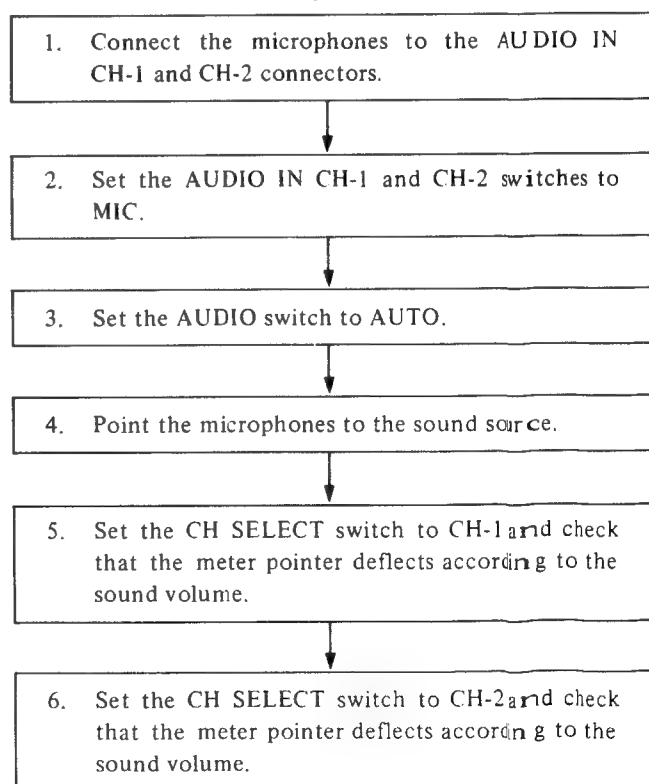 1. Connect the microphones to the AUDIO IN
CH-1 and CH-2 connectors.
2. Set the AUDIO IN CH-1 and CH-2 switches to
MIC.
3. Set the AUDIO switch to AUTO.
4. Point the microphones to the sound source.
5. Set the CH SELECT switch to CH-1 and check
that the meter pointer deflects according to the
sound volume.
6. Set the CH SELECT switch to CH-2 and check
that the meter pointer deflects according to the
sound volume.